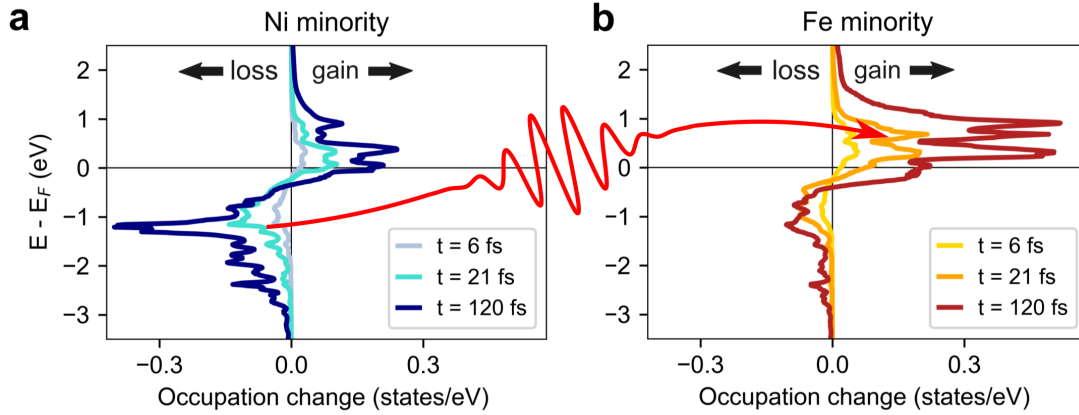 a
Ni minority
loss gain
2
1
0
−1
−2
−3
E - E_F (eV)
t = 6 fs
t = 21 fs
t = 120 fs
−0.3 0.0 0.3
Occupation change (states/eV)
b
Fe minority
loss gain
2
1
0
−1
−2
−3
t = 6 fs
t = 21 fs
t = 120 fs
−0.3 0.0 0.3
Occupation change (states/eV)